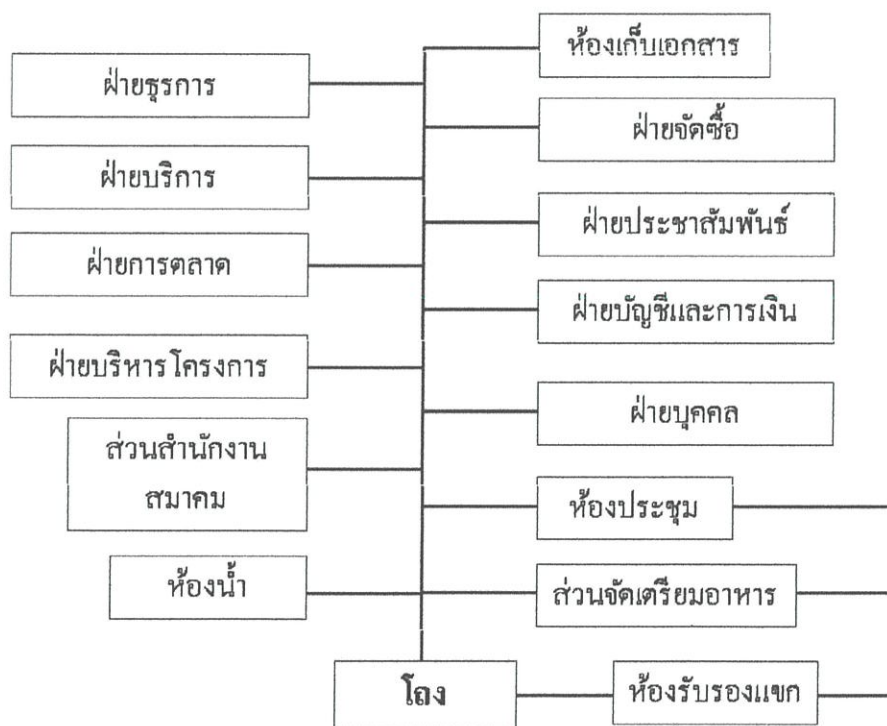 ห้องเก็บเอกสาร
ฝ่ายธุรการ
ฝ่ายจัดซื้อ
ฝ่ายบริการ
ฝ่ายประชาสัมพันธ์
ฝ่ายการตลาด
ฝ่ายบัญชีและการเงิน
ฝ่ายบริหารโครงการ
ฝ่ายบุคคล
ส่วนสำนักงาน
สมาคม
ห้องประชุม
ห้องน้ำ
ส่วนจัดเตรียมอาหาร
โถง
ห้องรับรองแขก